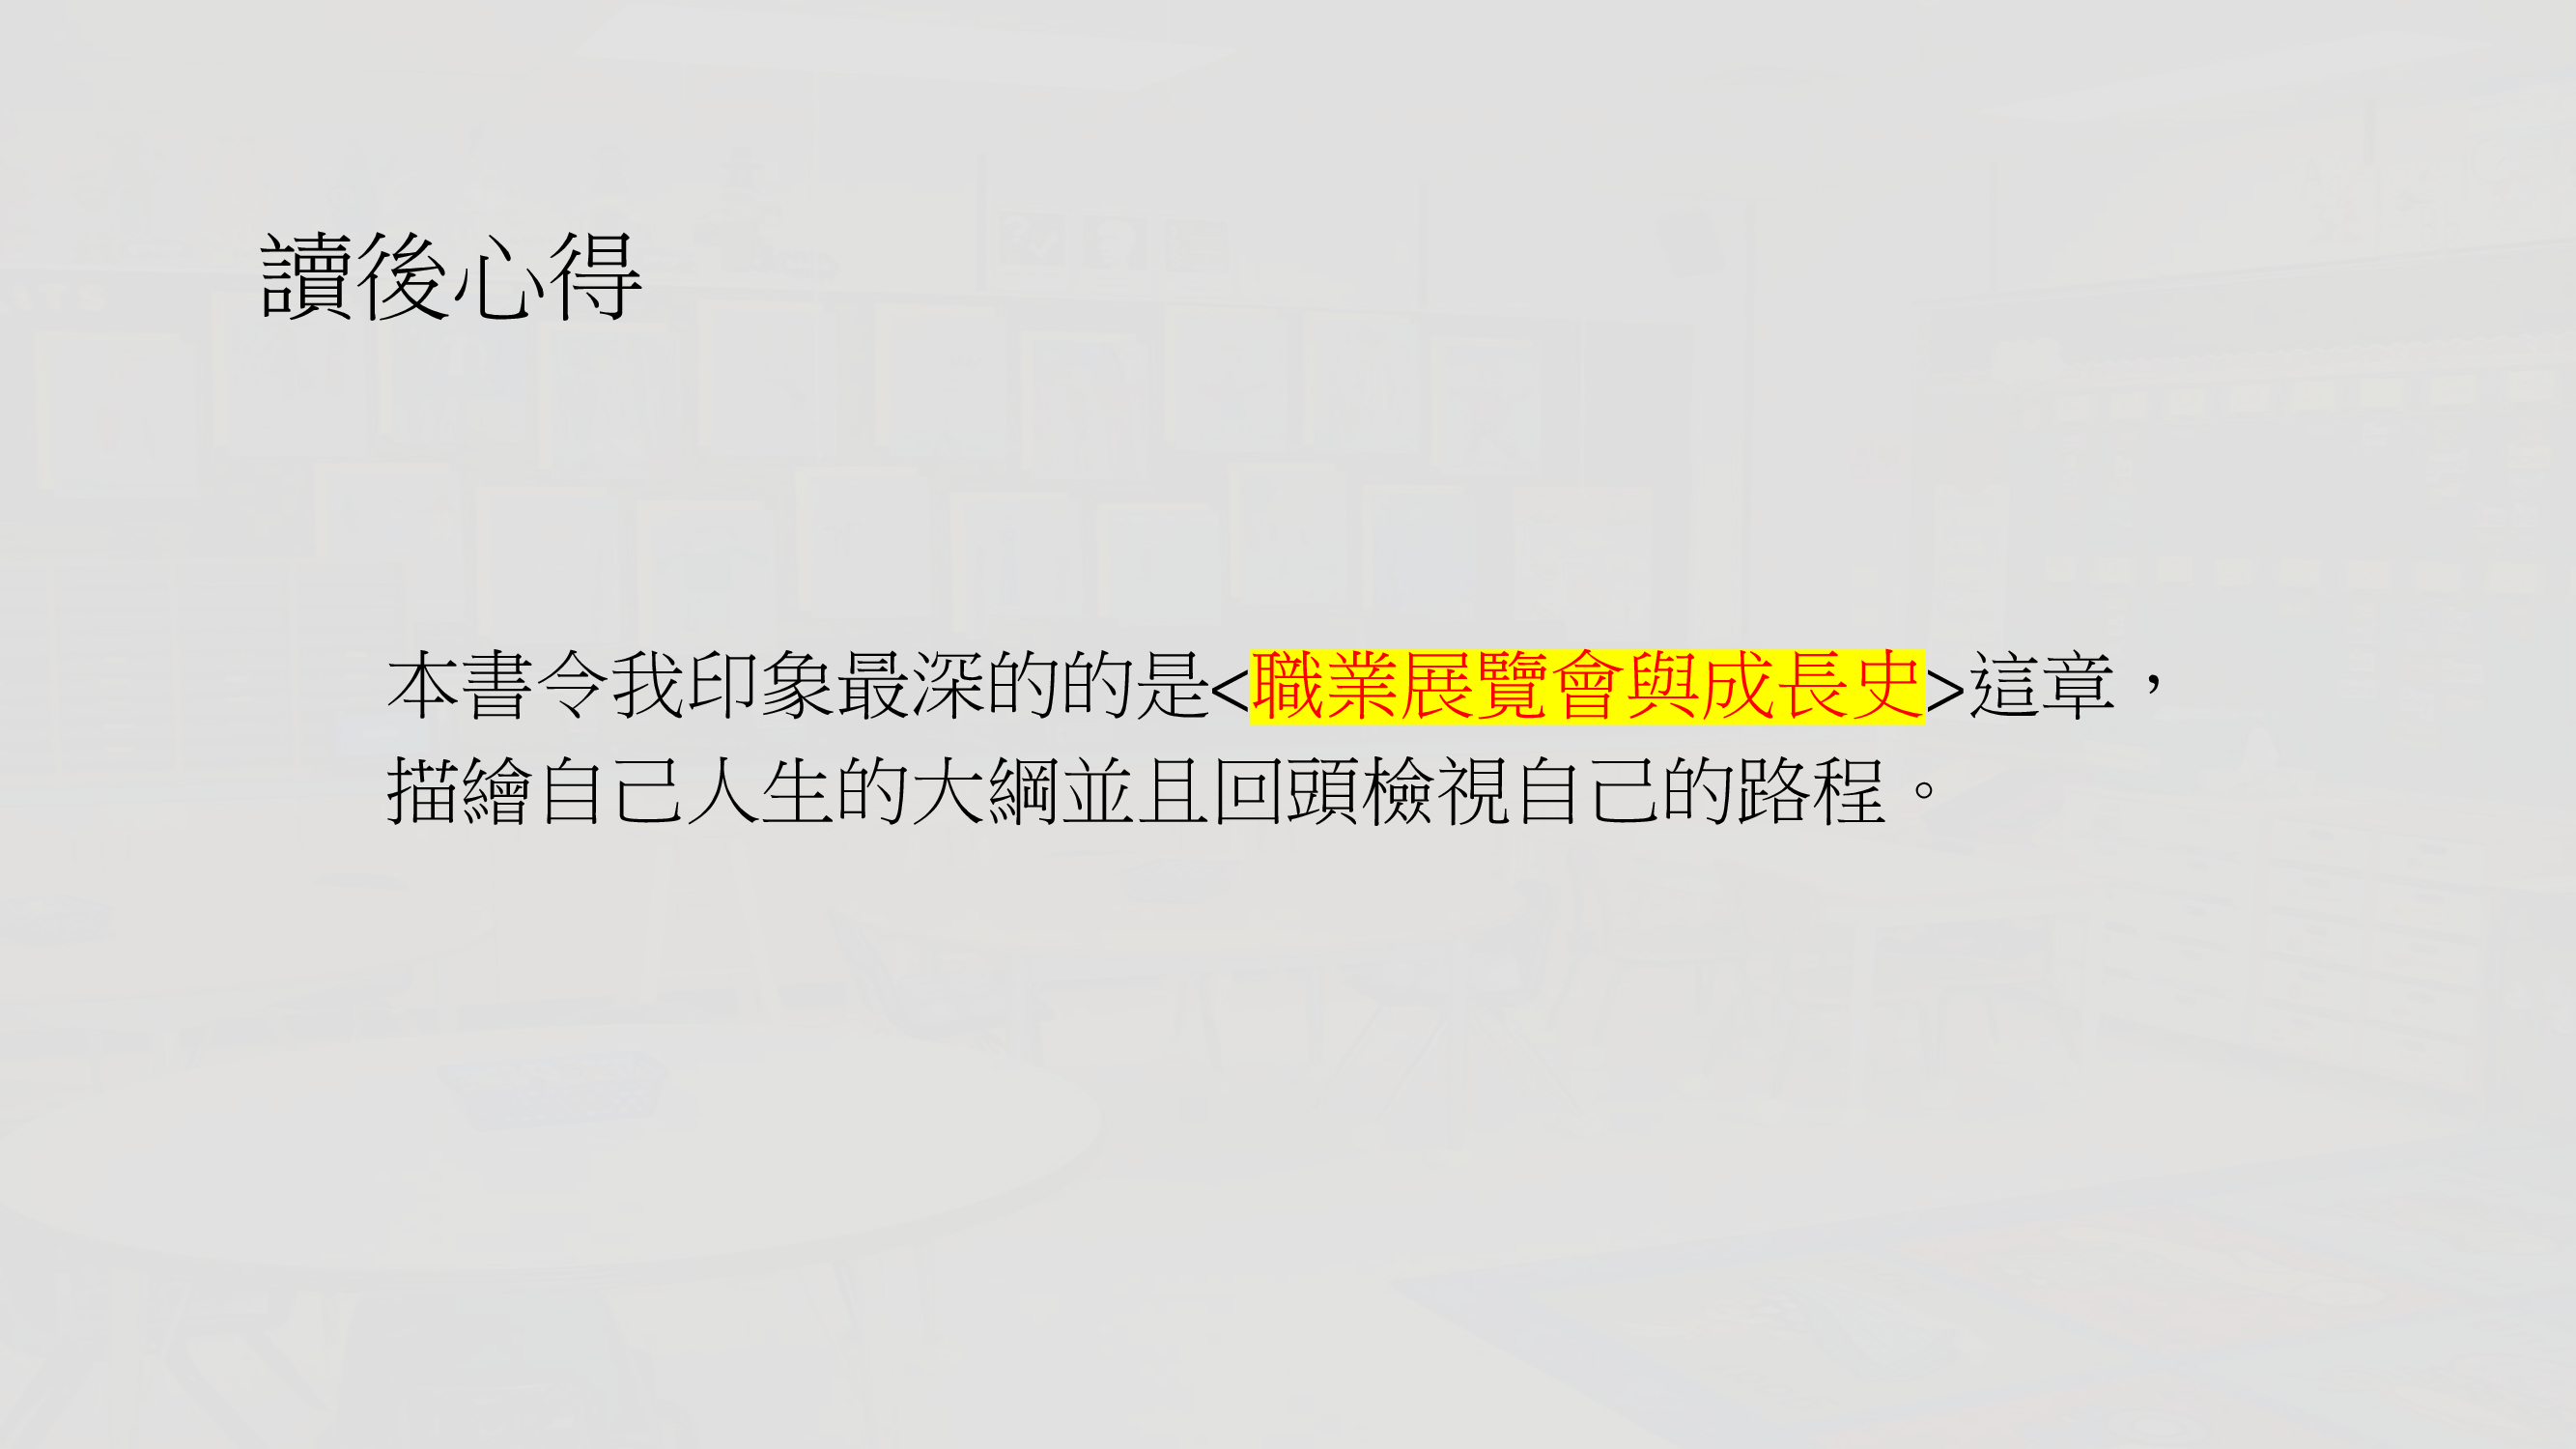 讀後心得
本書令我印象最深的的是<職業展覽會與成長史>這章，
描繪自己人生的大綱並且回頭檢視自己的路程。